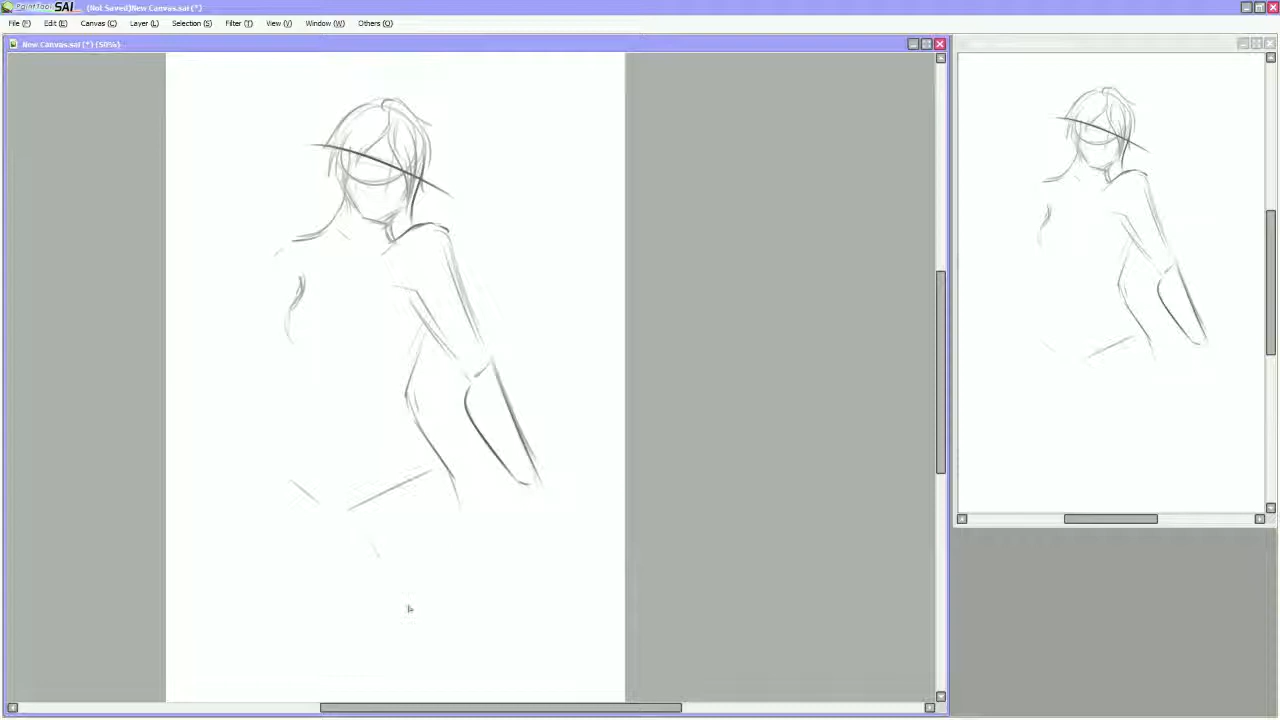 PaintTool SAI (Not Saved)New Canvas.sai (*)
File (F) Edit (E) Canvas (C) Layer (L) Selection (S) Filter (T) View (V) Window (W) Others (O)
New Canvas.sai (*) (50%)